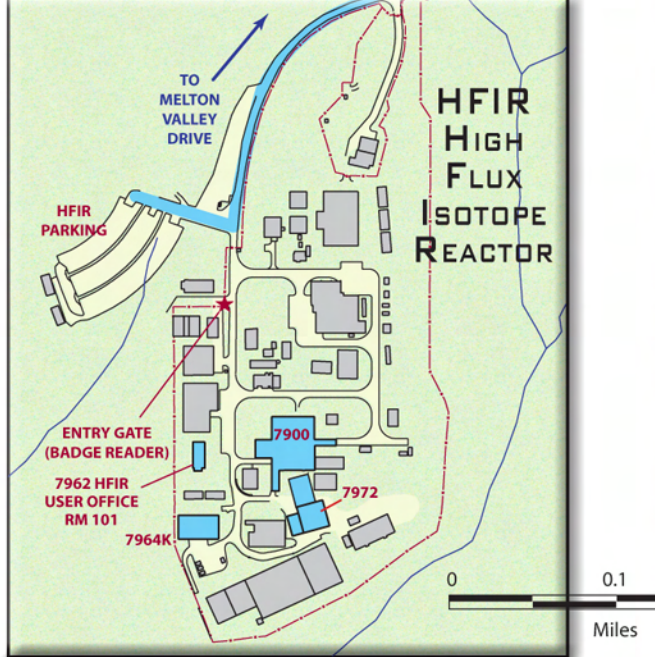 TO
MELTON
VALLEY
DRIVE
HFIR
HIGH
FLUX
ISOTOPE
REACTOR
HFIR
PARKING
ENTRY GATE
(BADGE READER)
7900
7962 HFIR
USER OFFICE
RM 101
7972
7964K
0 0.1
Miles